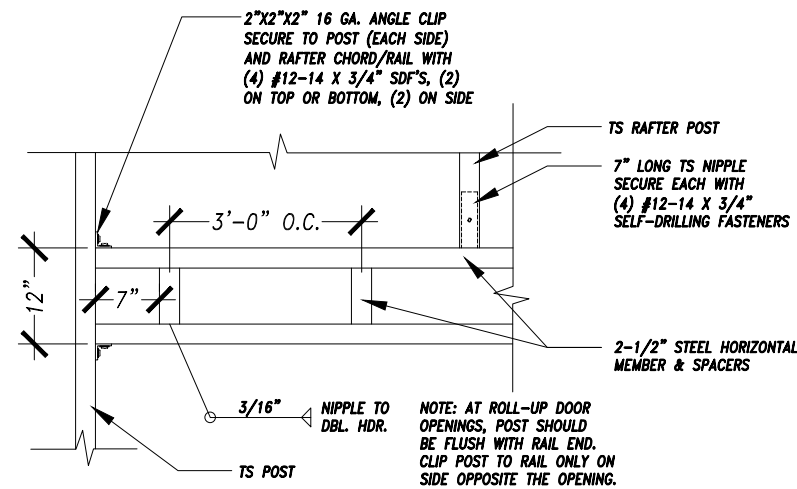 2"X2"X2" 16 GA. ANGLE CLIP
SECURE TO POST (EACH SIDE)
AND RAFTER CHORD/RAIL WITH
(4) #12-14 X 3/4" SDF'S, (2)
ON TOP OR BOTTOM, (2) ON SIDE
TS RAFTER POST
7" LONG TS NIPPLE
SECURE EACH WITH
(4) #12-14 X 3/4"
SELF-DRILLING FASTENERS
3'-0" O.C.
12"
7"
2-1/2" STEEL HORIZONTAL
MEMBER & SPACERS
3/16"
NIPPLE TO
DBL. HDR.
NOTE: AT ROLL-UP DOOR
OPENINGS, POST SHOULD
BE FLUSH WITH RAIL END.
CLIP POST TO RAIL ONLY ON
SIDE OPPOSITE THE OPENING.
TS POST